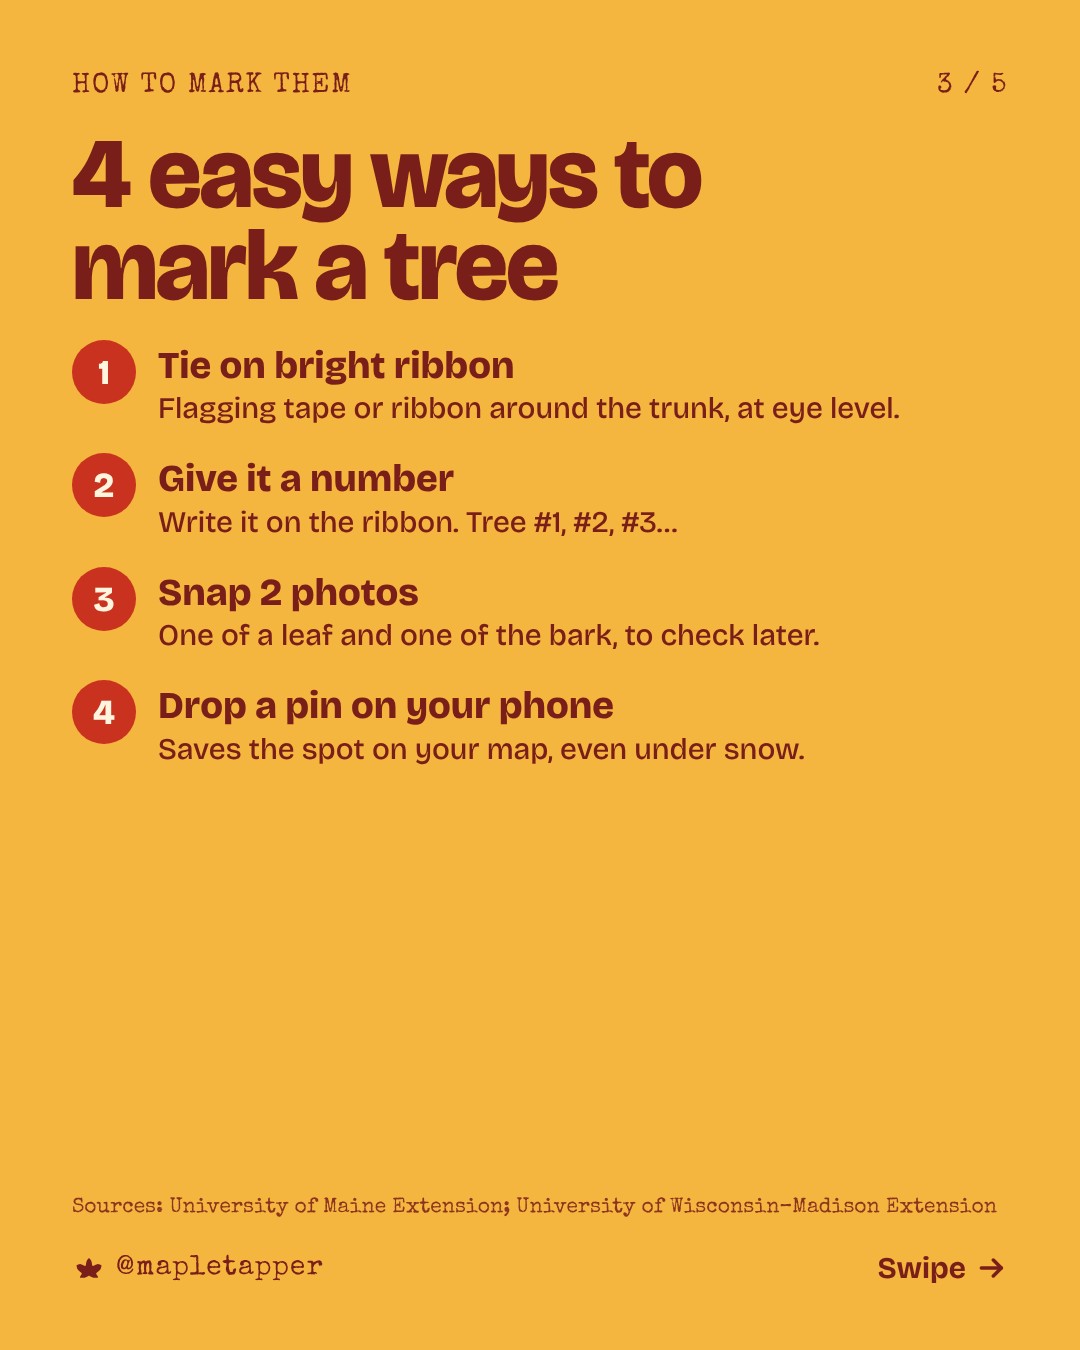 HOW TO MARK THEM
3 / 5
4 easy ways to
mark a tree
1
Tie on bright ribbon
Flagging tape or ribbon around the trunk, at eye level.
2
Give it a number
Write it on the ribbon. Tree #1, #2, #3...
3
Snap 2 photos
One of a leaf and one of the bark, to check later.
4
Drop a pin on your phone
Saves the spot on your map, even under snow.
Sources: University of Maine Extension; University of Wisconsin–Madison Extension
@mapletapper
Swipe →